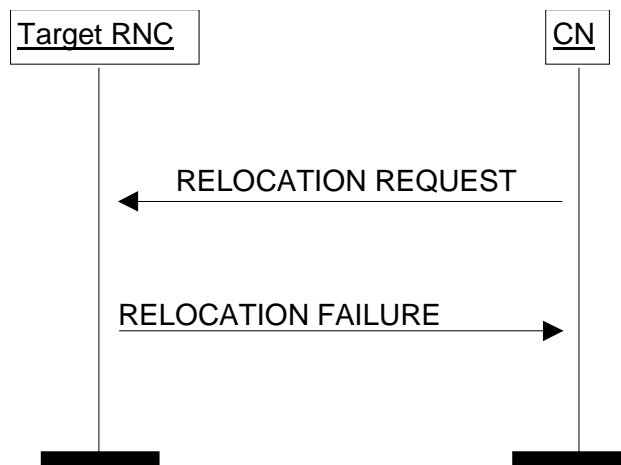 Target RNC
CN
RELOCATION REQUEST
RELOCATION FAILURE